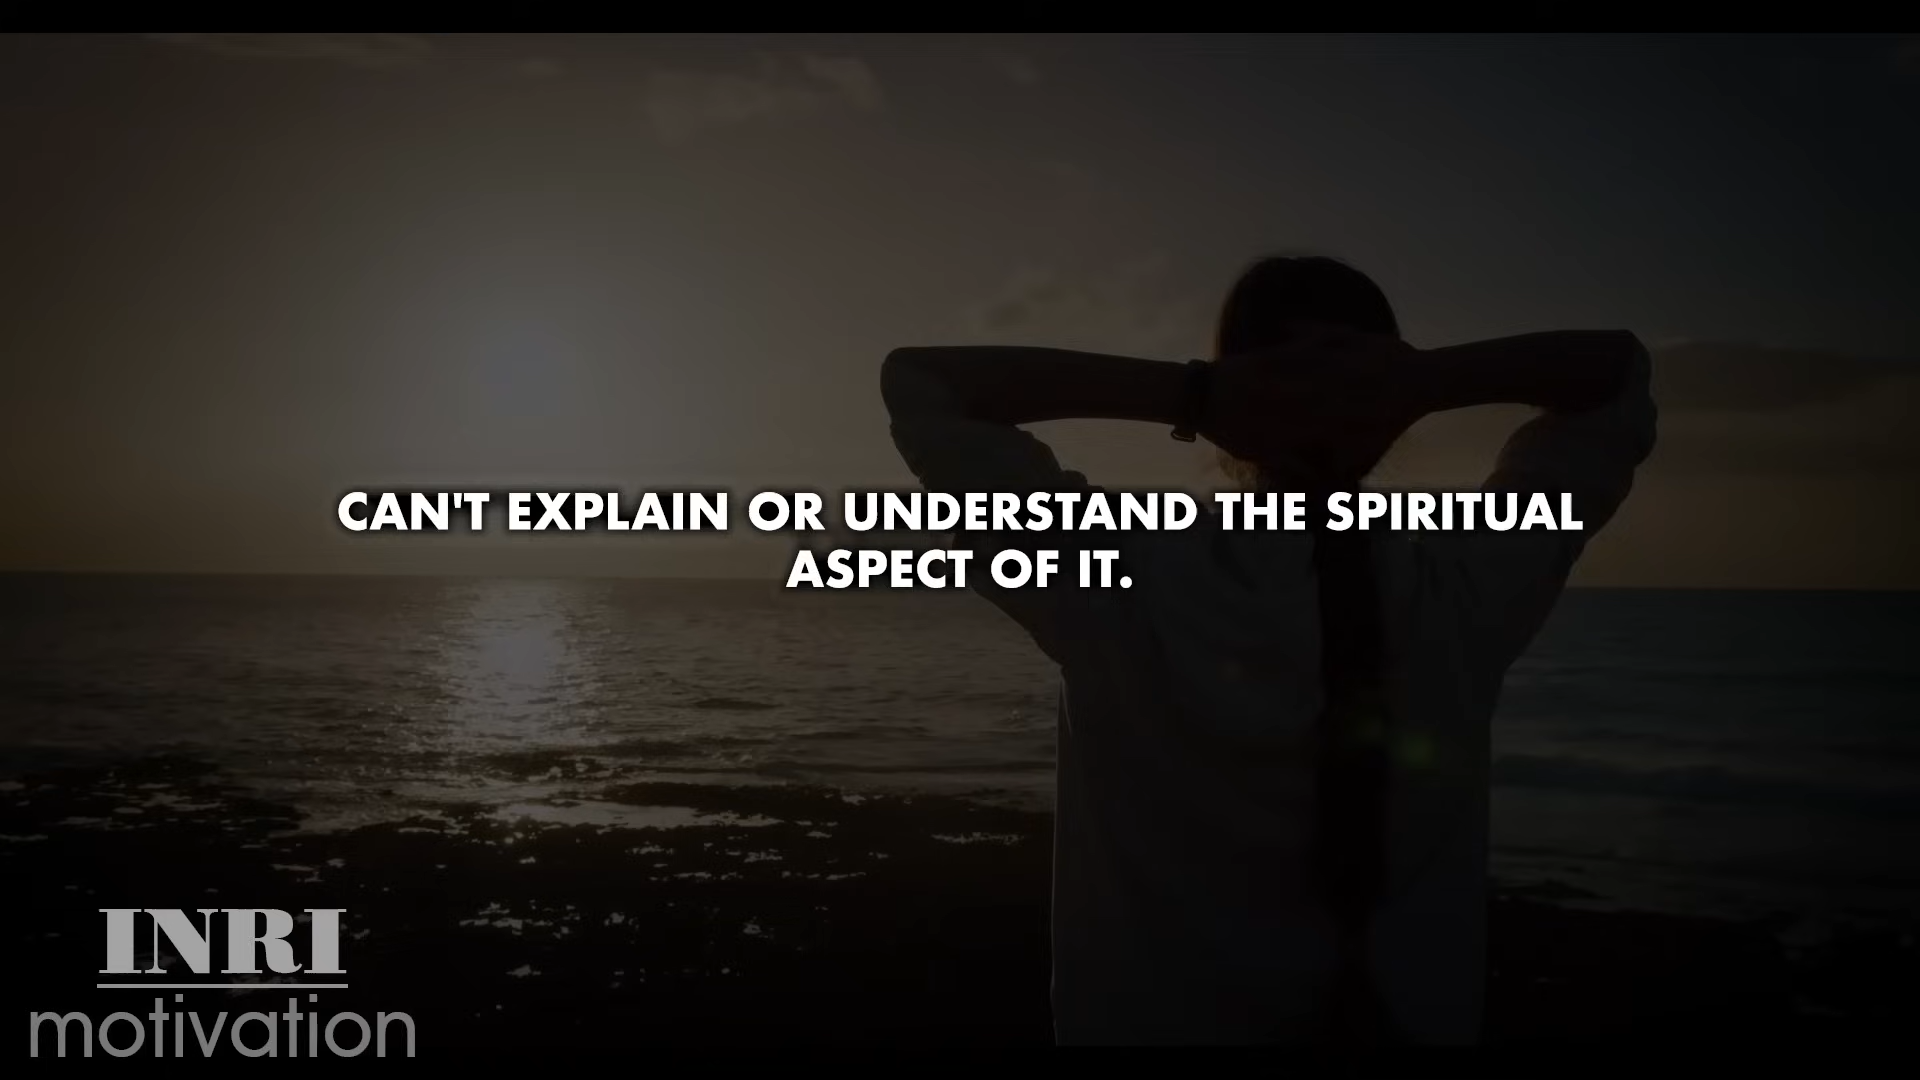 CAN'T EXPLAIN OR UNDERSTAND THE SPIRITUAL
ASPECT OF IT.
INRI
motivation